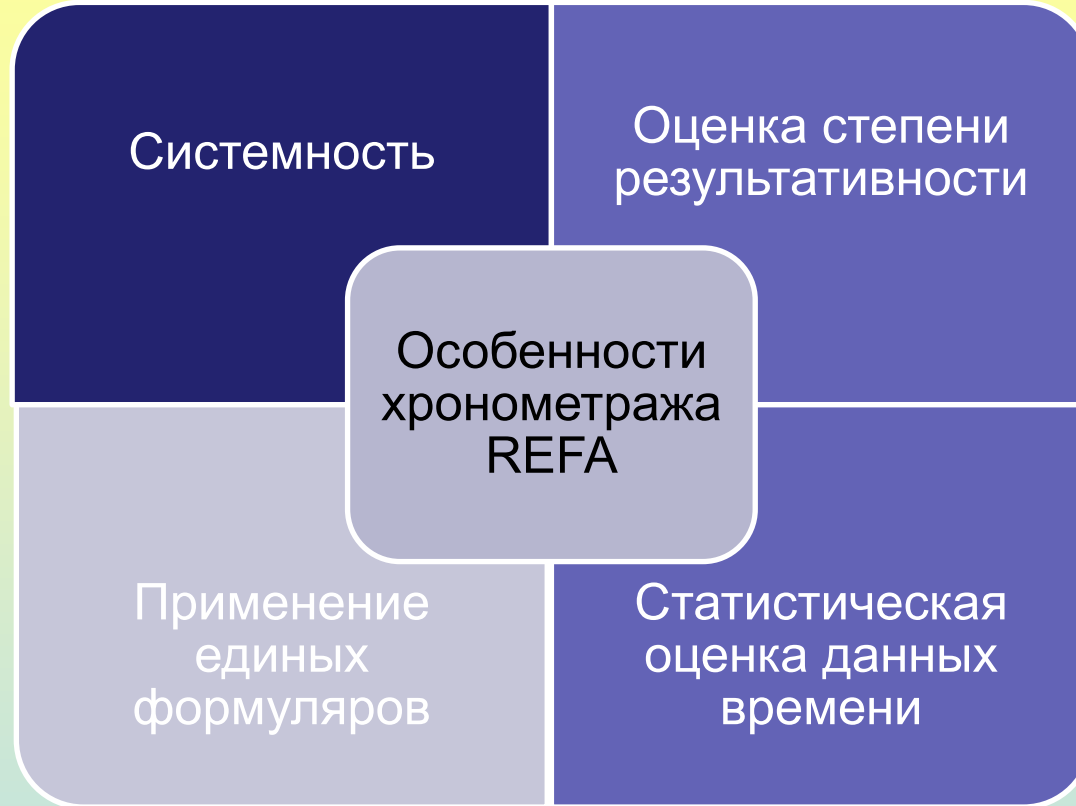 Системность
Оценка степени
результативности
Особенности
хронометража
REFA
Применение
единых
формуляров
Статистическая
оценка данных
времени